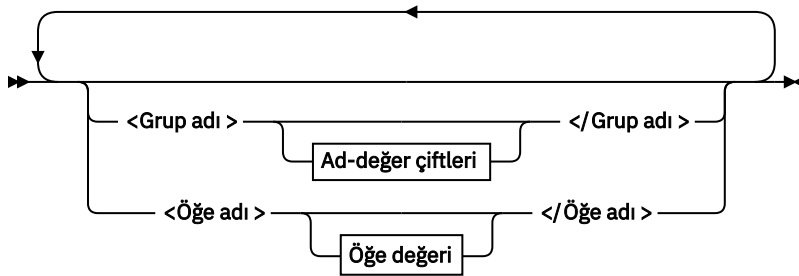 <Grup adı > </Grup adı >
Ad-değer çiftleri
<Öğe adı > </Öğe adı >
Öğe değeri